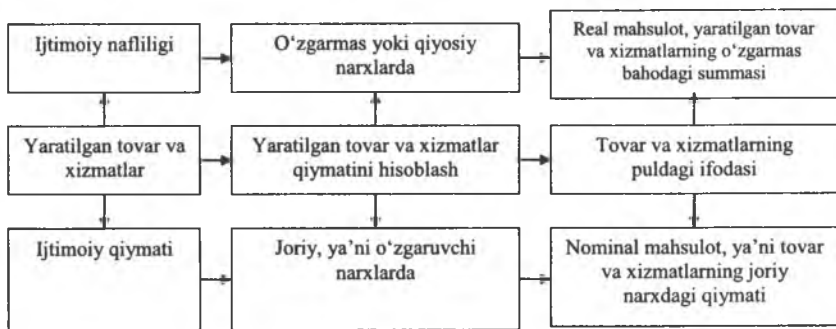 Ijtimoiy nafliligi
O‘zgarmas yoki qiyosiy
narxlarda
Real mahsulot, yaratilgan tovar
va xizmatlarning o‘zgarmas
bahodagi summasi
Yaratilgan tovar va
xizmatlar
Yaratilgan tovar va xizmatlar
qiymatini hisoblash
Tovar va xizmatlarning
puldagi ifodasi
Ijtimoiy qiymati
Joriy, ya’ni o‘zgaruvchi
narxlarda
Nominal mahsulot, ya’ni tovar
va xizmatlarning joriy
narxdagi qiymati